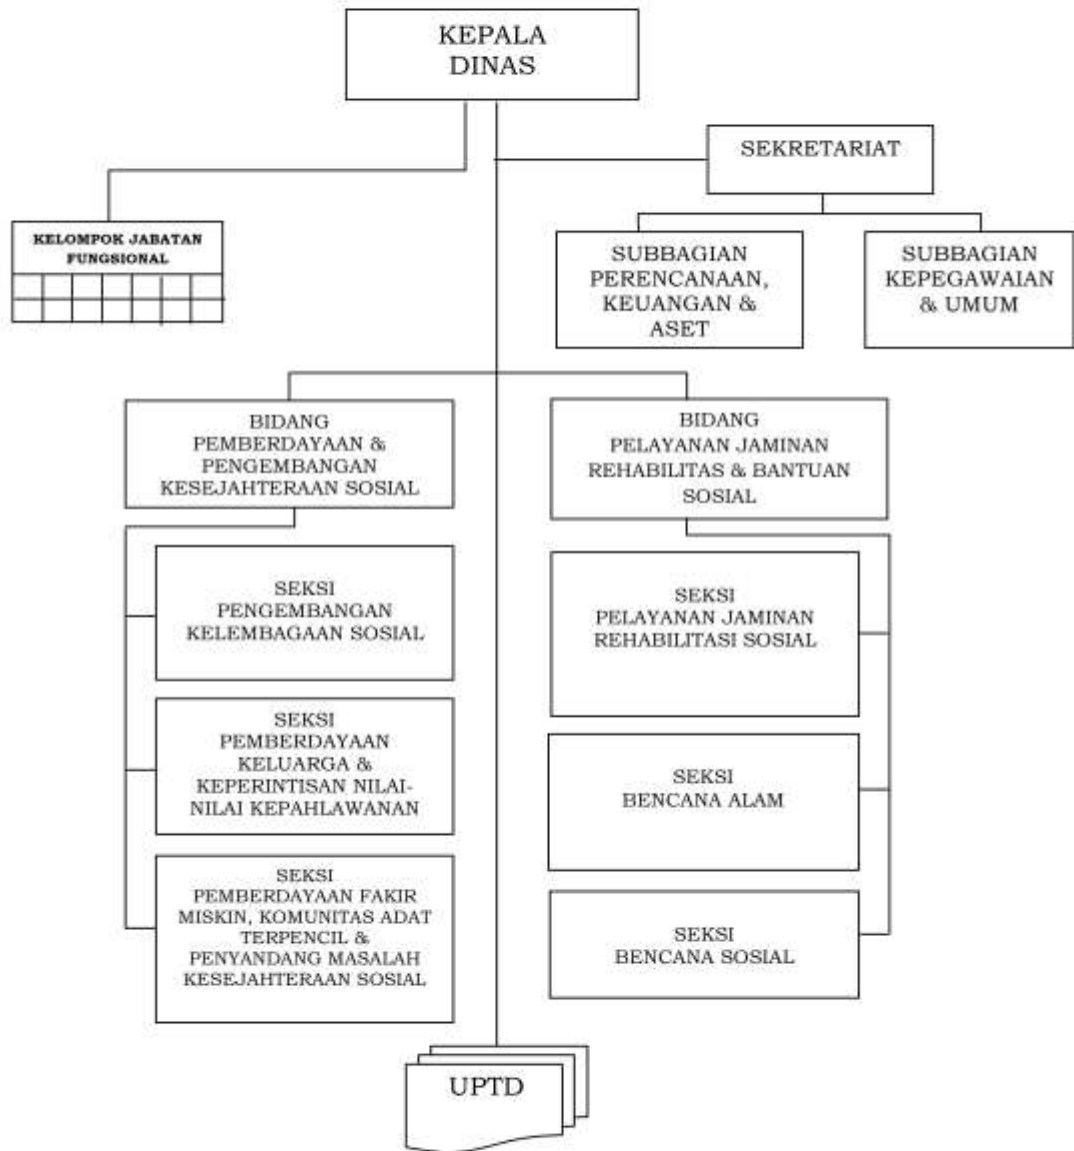 KEPALA
DINAS
SEKRETARIAT
KELOMPOK JABATAN
FUNGSIONAL
SUBBAGIAN
PERENCANAAN,
KEUANGAN &
ASET
SUBBAGIAN
KEPEGAWAIAN
& UMUM
BIDANG
PEMBERDAYAAN &
PENGEMBANGAN
KESEJAHTERAAN SOSIAL
BIDANG
PELAYANAN JAMINAN
REHABILITAS & BANTUAN
SOSIAL
SEKSI
PENGEMBANGAN
KELEMBAGAAN SOSIAL
SEKSI
PELAYANAN JAMINAN
REHABILITASI SOSIAL
SEKSI
PEMBERDAYAAN
KELUARGA &
KEPERINTISAN NILAI-
NILAI KEPAHLAWANAN
SEKSI
BENCANA ALAM
SEKSI
PEMBERDAYAAN FAKIR
MISKIN, KOMUNITAS ADAT
TERPENCIL &
PENYANDANG MASALAH
KESEJAHTERAAN SOSIAL
SEKSI
BENCANA SOSIAL
UPTD